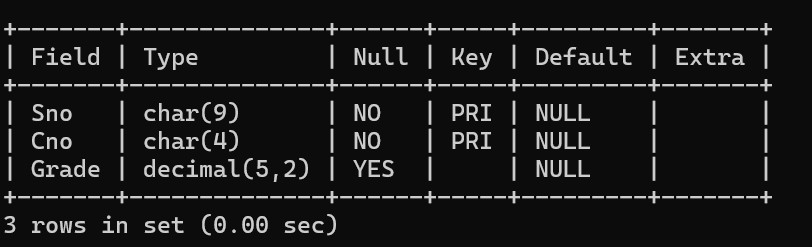 +-------+--------------+------+-----+---------+-------+
| Field | Type         | Null | Key | Default | Extra |
+-------+--------------+------+-----+---------+-------+
| Sno   | char(9)      | NO   | PRI | NULL    |       |
| Cno   | char(4)      | NO   | PRI | NULL    |       |
| Grade | decimal(5,2) | YES  |     | NULL    |       |
+-------+--------------+------+-----+---------+-------+
3 rows in set (0.00 sec)